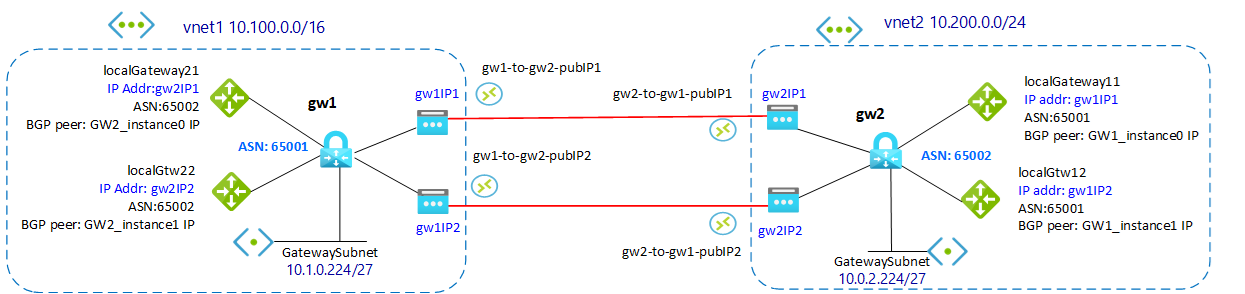 vnet1 10.100.0.0/16
vnet2 10.200.0.0/24
localGateway21
IP Addr:gw2IP1
ASN:65002
BGP peer: GW2_instance0 IP
gw1
ASN: 65001
localGtw22
IP Addr: gw2IP2
ASN:65002
BGP peer: GW2_instance1 IP
GatewaySubnet
10.1.0.224/27
gw1IP1
gw1IP2
gw1-to-gw2-pubIP1
gw2-to-gw1-pubIP1
gw1-to-gw2-pubIP2
gw2-to-gw1-pubIP2
gw2IP1
gw2IP2
gw2
ASN: 65002
localGateway11
IP addr: gw1IP1
ASN:65001
BGP peer: GW1_instance0 IP
localGtw12
IP addr: gw1IP2
ASN:65001
BGP peer: GW1_instance1 IP
GatewaySubnet
10.0.2.224/27